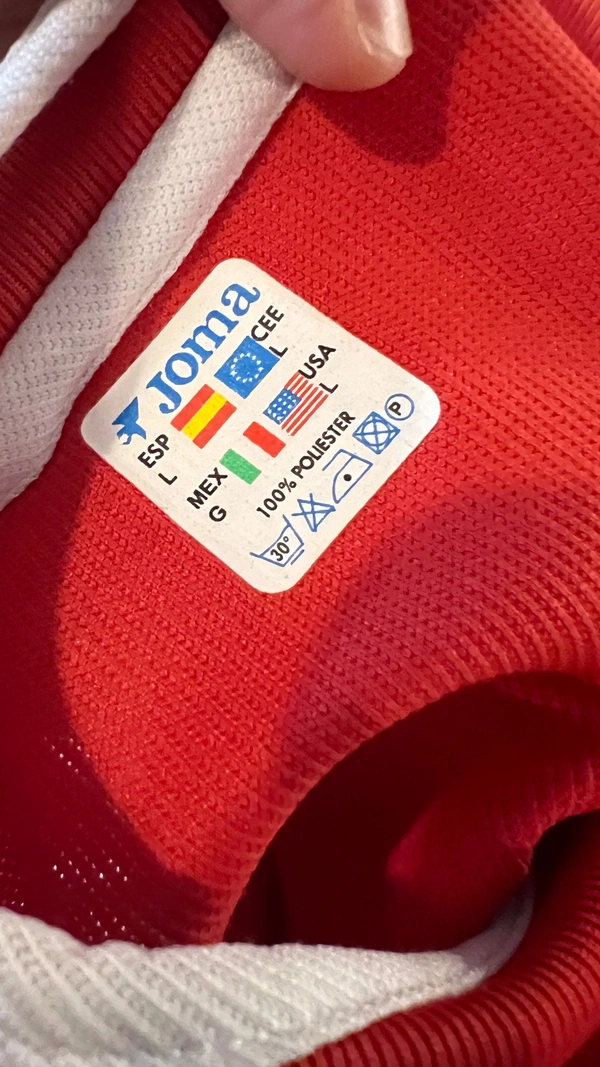 Joma
ESP
L
CEE
L
MEX
G
USA
L
100% POLIESTER
30°
P